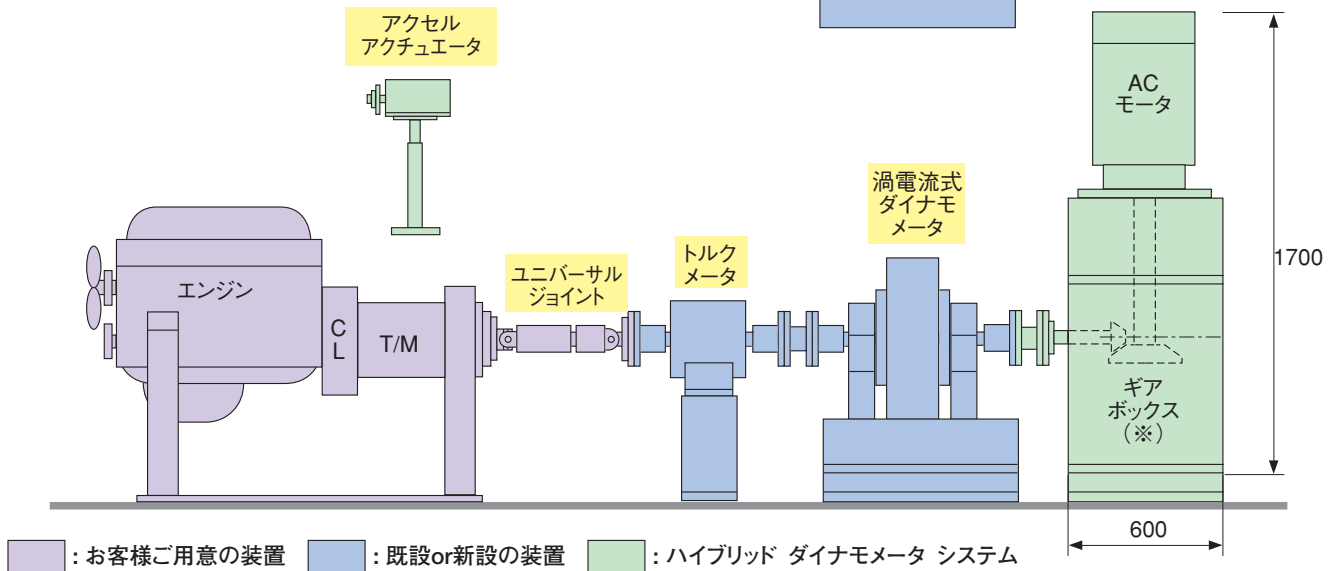 アクセル
アクチュエータ
AC
モータ
渦電流式
ダイナモ
メータ
トルク
メータ
ユニバーサル
ジョイント
1700
エンジン
C
L
T/M
ギア
ボックス
(※)
600
: お客様ご用意の装置
: 既設or新設の装置
: ハイブリッド ダイナモメータ システム